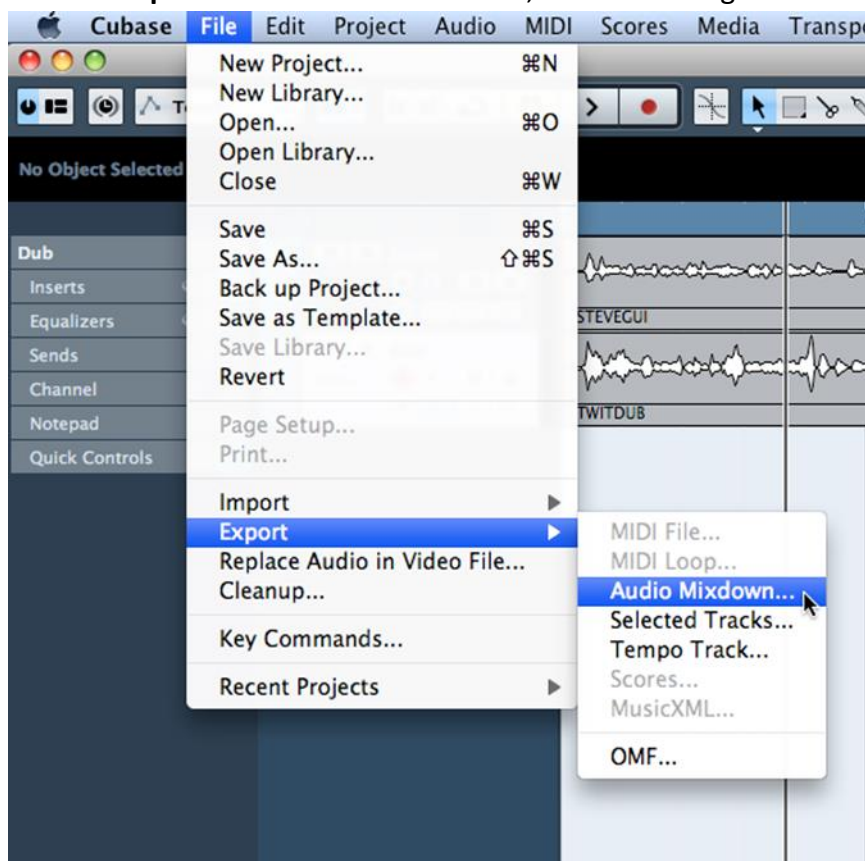 Cubase File Edit Project Audio MIDI Scores Media Transp
New Project... ⌘N
New Library...
Open... ⌘O
Open Library...
Close ⌘W
No Object Selected
Save ⌘S
Save As... ⇧⌘S
Back up Project...
Save as Template...
Save Library...
Revert
Page Setup...
Print...
Import
Export
Replace Audio in Video File...
Cleanup...
Key Commands...
Recent Projects
MIDI File...
MIDI Loop...
Audio Mixdown...
Selected Tracks...
Tempo Track...
Scores...
MusicXML...
OMF...
Dub
Inserts
Equalizers
Sends
Channel
Notepad
Quick Controls
STEVEGUI
TWITDUB